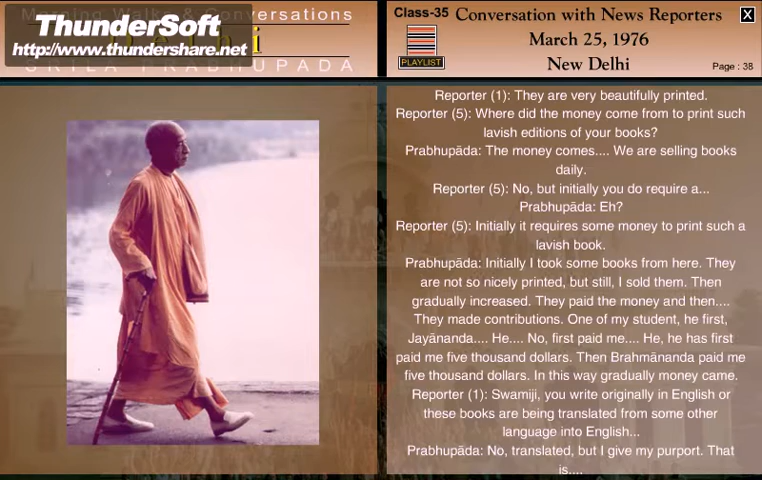 Morning Walks & Conversations
ThunderSoft
http://www.thundershare.net
SRILA PRABHUPADA
Class-35
PLAYLIST
Conversation with News Reporters
March 25, 1976
New Delhi
X
Page : 38
Reporter (1): They are very beautifully printed.
Reporter (5): Where did the money come from to print such
lavish editions of your books?
Prabhupāda: The money comes.... We are selling books
daily.
Reporter (5): No, but initially you do require a...
Prabhupāda: Eh?
Reporter (5): Initially it requires some money to print such a
lavish book.
Prabhupāda: Initially I took some books from here. They
are not so nicely printed, but still, I sold them. Then
gradually increased. They paid the money and then....
They made contributions. One of my student, he first,
Jayānanda.... He.... No, first paid me.... He, he has first
paid me five thousand dollars. Then Brahmānanda paid me
five thousand dollars. In this way gradually money came.
Reporter (1): Swamiji, you write originally in English or
these books are being translated from some other
language into English...
Prabhupāda: No, translated, but I give my purport. That
is....